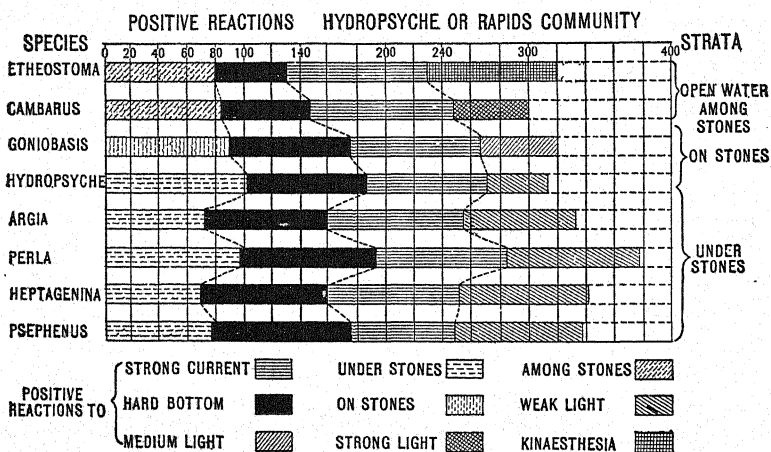 POSITIVE REACTIONS HYDROPSYCHE OR RAPIDS COMMUNITY
SPECIES STRATA
0 20 40 60 80 100 140 200 240 300 400
ETHEOSTOMA
OPEN WATER
AMONG
STONES
CAMBARUS
GONIOBASIS
ON STONES
HYDROPSYCHE
ARGIA
PERLA
UNDER
STONES
HEPTAGENINA
PSEPHENUS
POSITIVE
REACTIONS TO
STRONG CURRENT UNDER STONES AMONG STONES
HARD BOTTOM ON STONES WEAK LIGHT
MEDIUM LIGHT STRONG LIGHT KINAESTHESIA